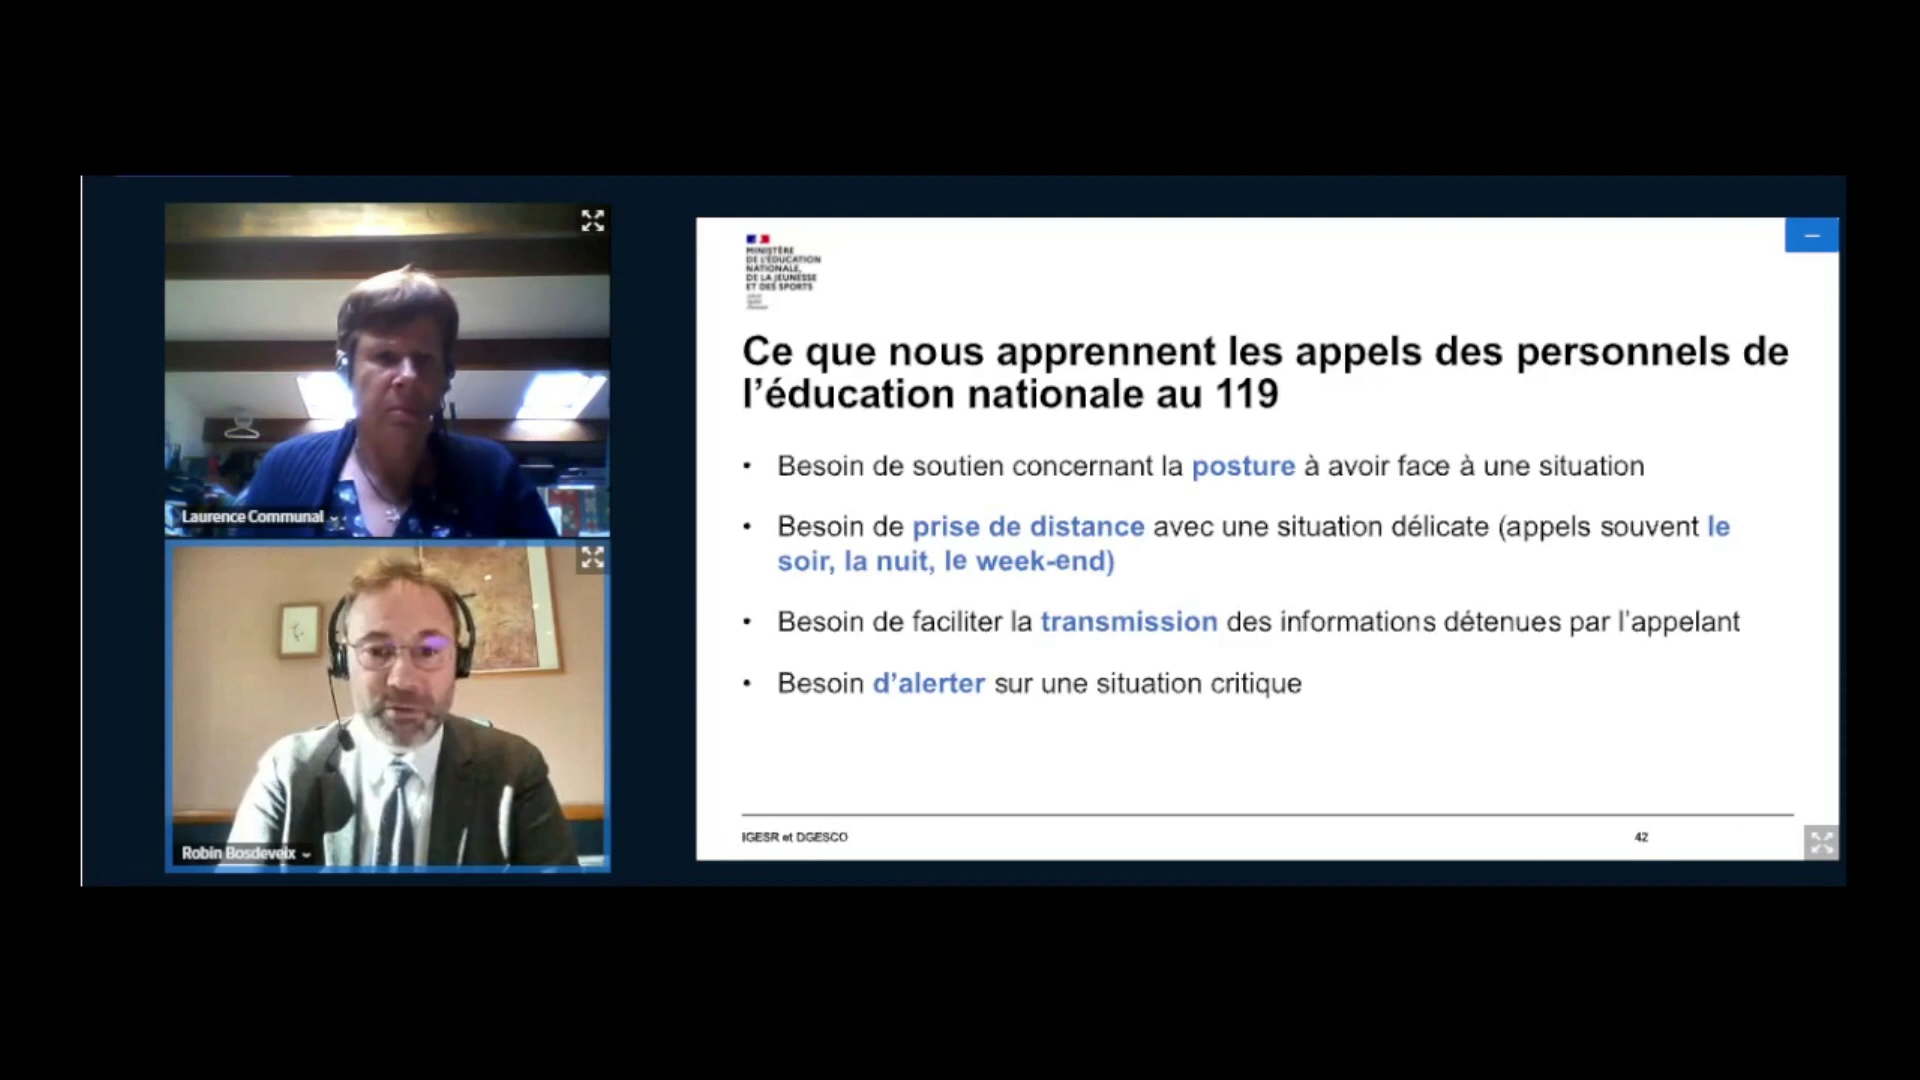 Laurence Communal
Robin Bosdeveix
MINISTÈRE
DE L'ÉDUCATION
NATIONALE,
DE LA JEUNESSE
ET DES SPORTS
Ce que nous apprennent les appels des personnels de
l'éducation nationale au 119
• Besoin de soutien concernant la posture à avoir face à une situation
• Besoin de prise de distance avec une situation délicate (appels souvent le
soir, la nuit, le week-end)
• Besoin de faciliter la transmission des informations détenues par l'appelant
• Besoin d'alerter sur une situation critique
IGESR et DGESCO
42